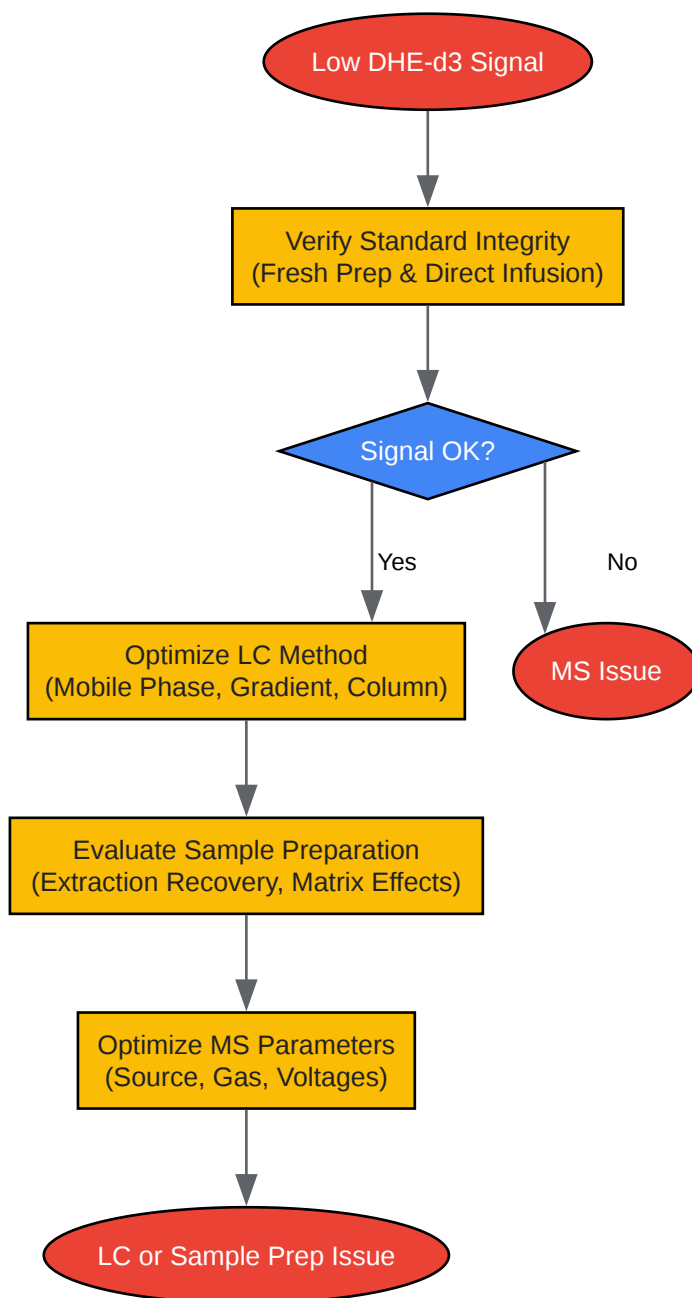 Low DHE-d3 Signal
Verify Standard Integrity
(Fresh Prep & Direct Infusion)
Signal OK?
Yes
No
Optimize LC Method
(Mobile Phase, Gradient, Column)
MS Issue
Evaluate Sample Preparation
(Extraction Recovery, Matrix Effects)
Optimize MS Parameters
(Source, Gas, Voltages)
LC or Sample Prep Issue